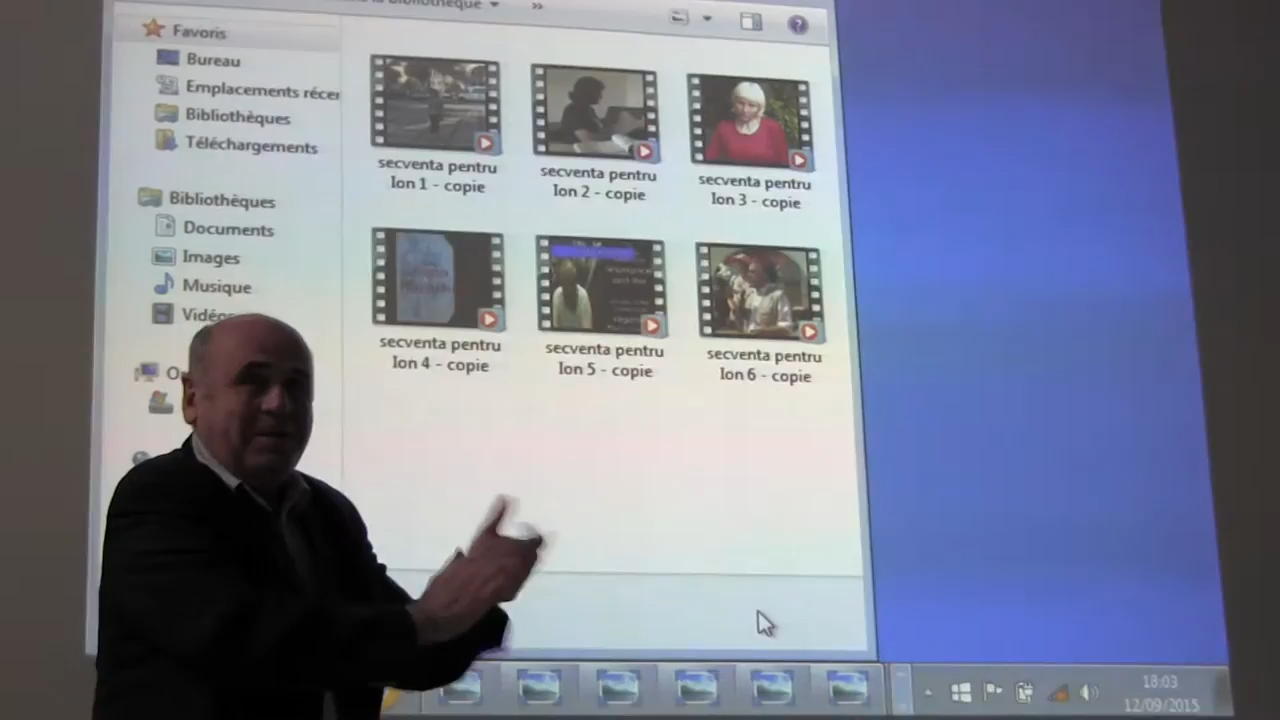 la Bibliothèque
»
Favoris
Bureau
Emplacements récer
Bibliothèques
Téléchargements
Bibliothèques
Documents
Images
Musique
Vidéo
secventa pentru
Ion 1 - copie
secventa pentru
Ion 2 - copie
secventa pentru
Ion 3 - copie
secventa pentru
Ion 4 - copie
secventa pentru
Ion 5 - copie
secventa pentru
Ion 6 - copie
18:03
12/09/2015